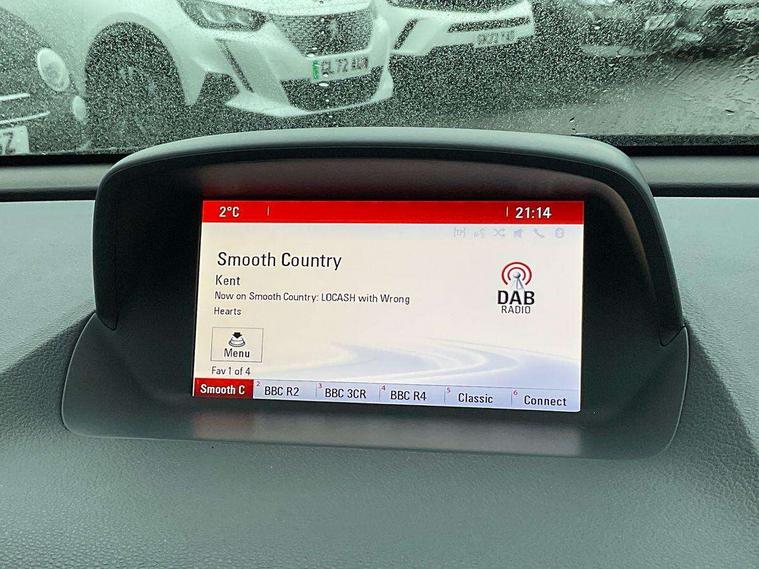 2°C
21:14
Smooth Country
Kent
Now on Smooth Country: LOCASH with Wrong
Hearts
DAB
RADIO
Menu
Fav 1 of 4
1 Smooth C
2 BBC R2
3 BBC 3CR
4 BBC R4
5 Classic
6 Connect